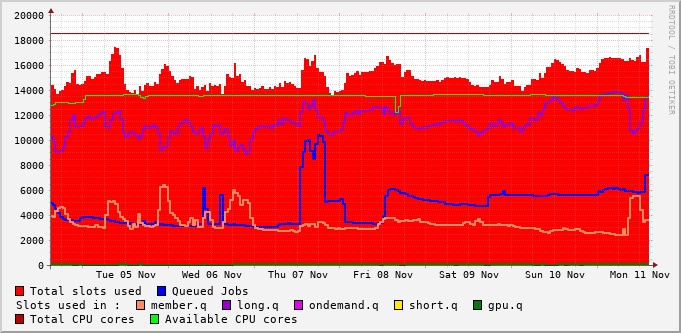 20000
18000
16000
14000
12000
10000
8000
6000
4000
2000
0
Tue 05 Nov Wed 06 Nov Thu 07 Nov Fri 08 Nov Sat 09 Nov Sun 10 Nov Mon 11 Nov
Total slots used Queued Jobs
Slots used in : member.q long.q ondemand.q short.q gpu.q
Total CPU cores Available CPU cores
RRDTOOL / TOBI OETIKER